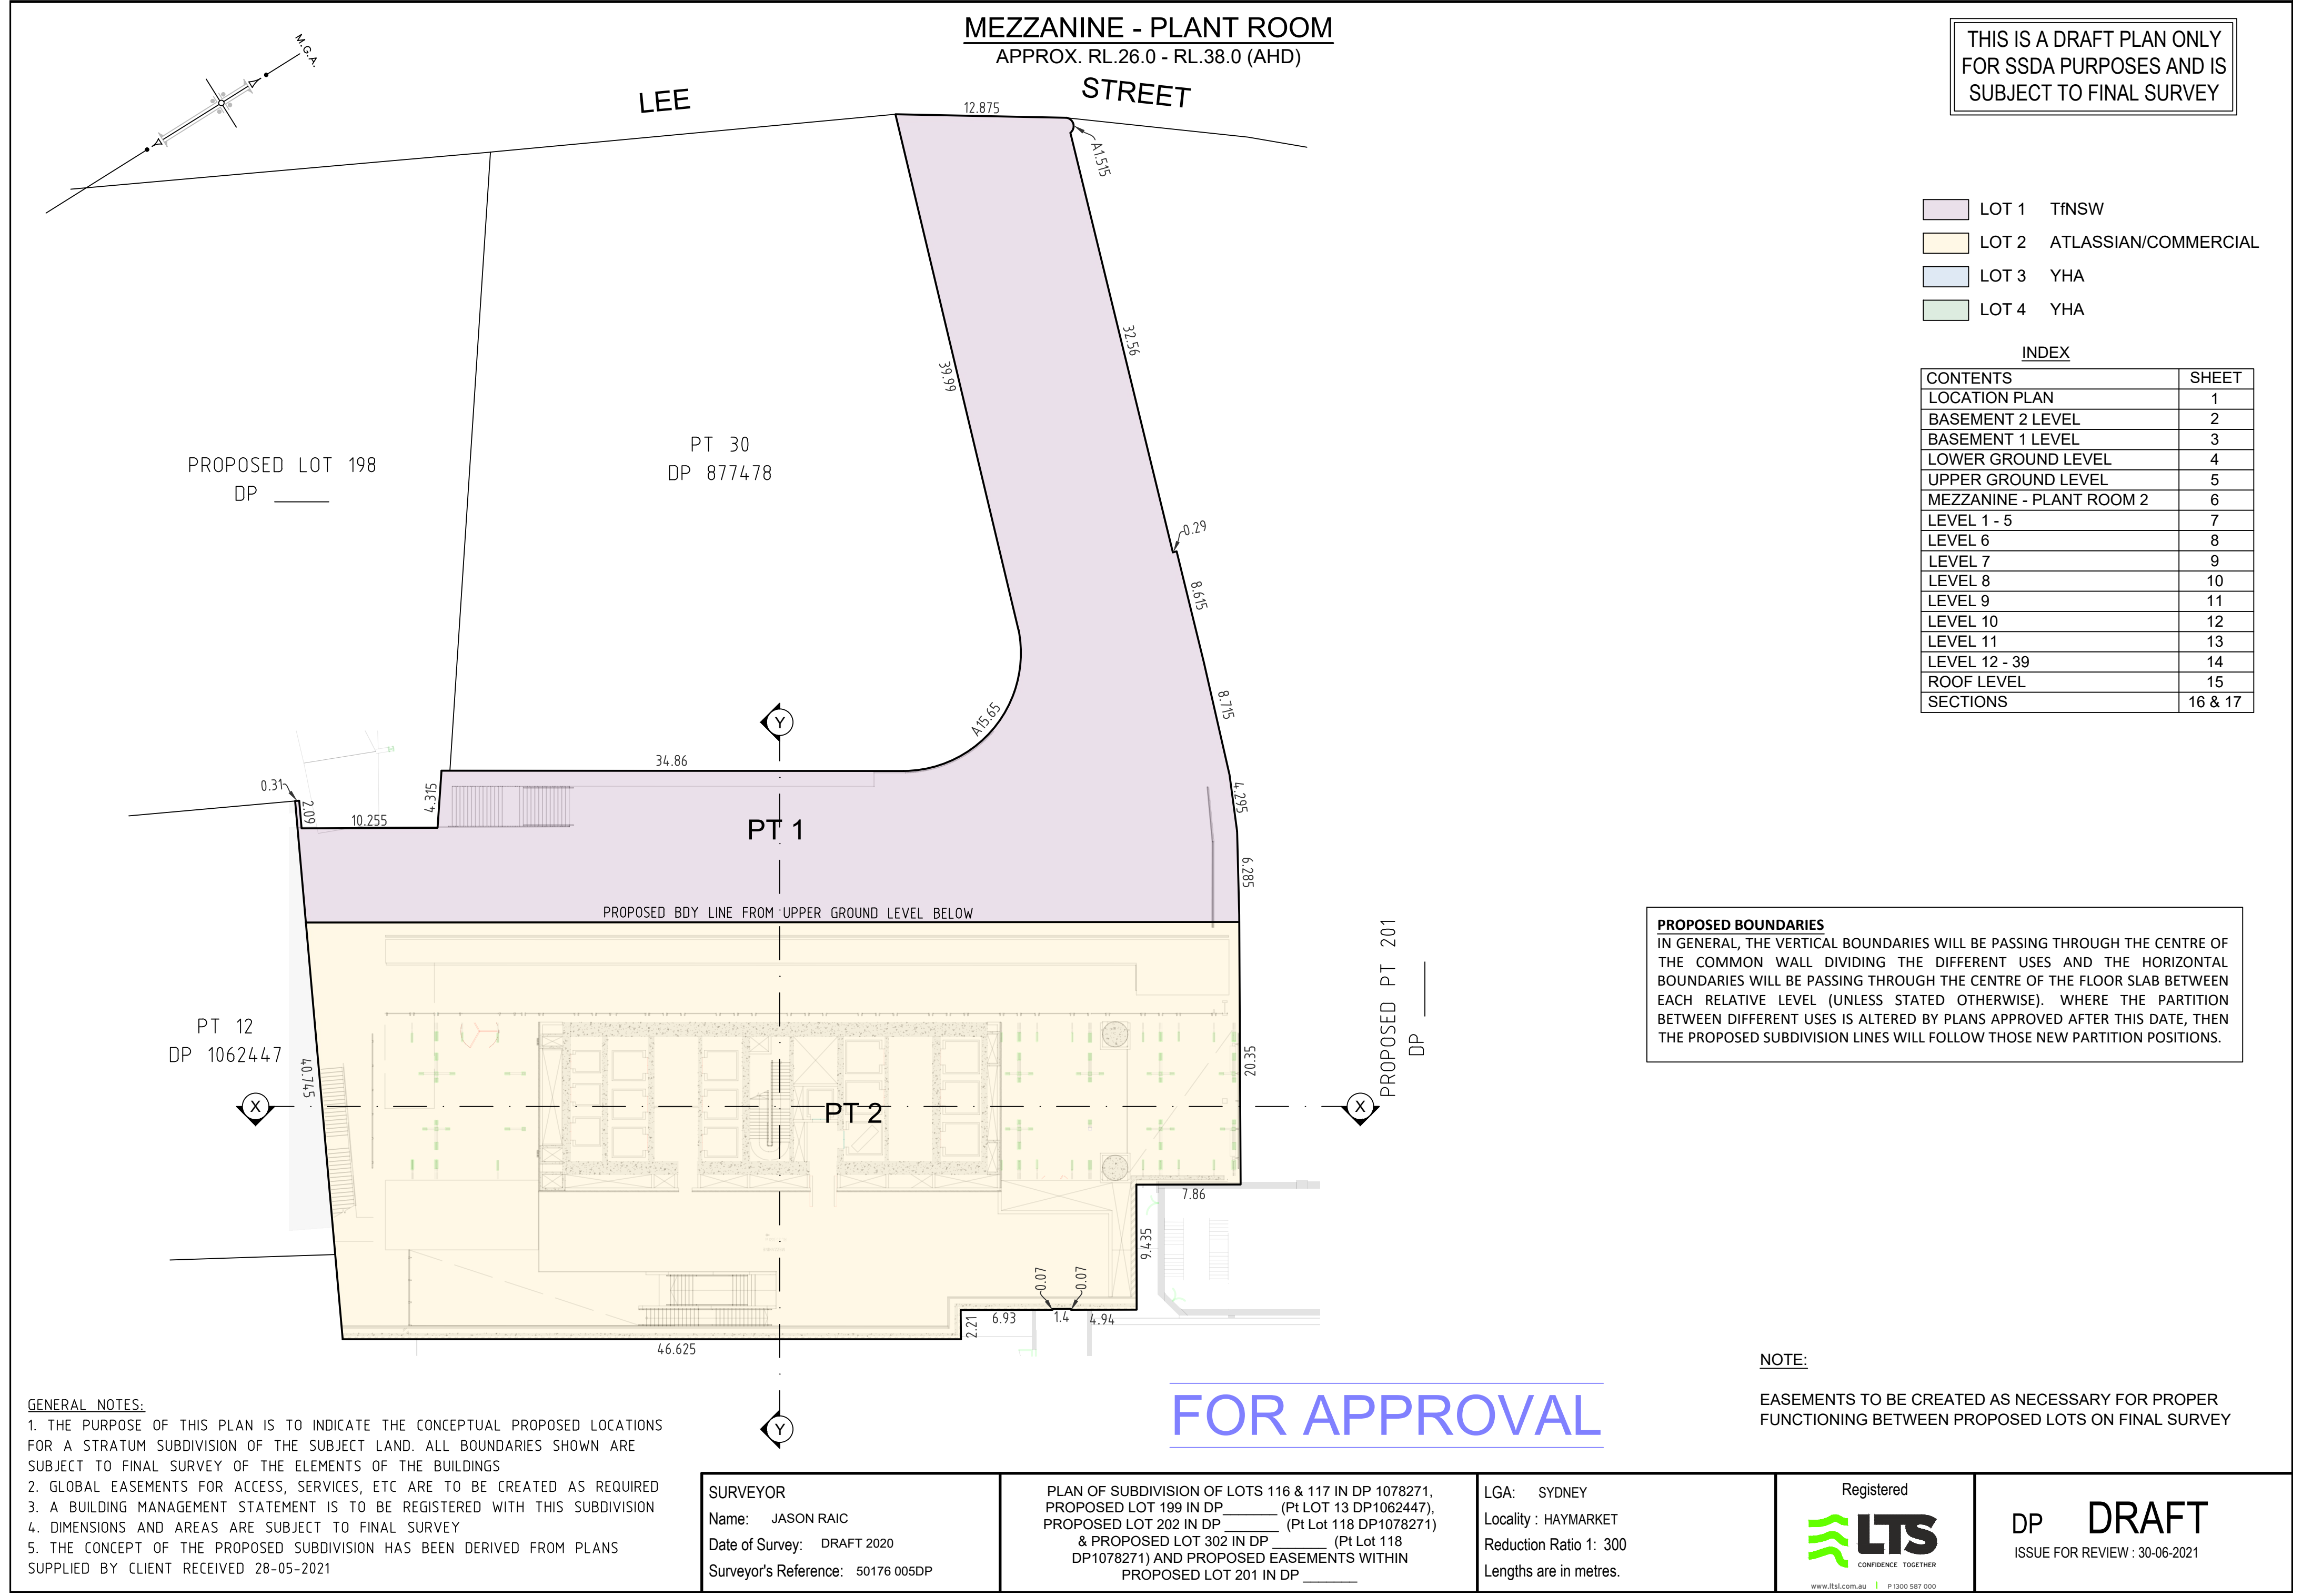 MEZZANINE - PLANT ROOM
APPROX. RL.26.0 - RL.38.0 (AHD)
THIS IS A DRAFT PLAN ONLY
FOR SSDA PURPOSES AND IS
SUBJECT TO FINAL SURVEY
M.G.A.
LEE STREET
12.875
A1.515
32.56
39.99
0.29
8.615
8.715
A15.65
34.86
4.295
6.285
0.31
2.09
10.255
4.315
PROPOSED LOT 198
DP ______
PT 30
DP 877478
Y
PT 1
PROPOSED BDY LINE FROM UPPER GROUND LEVEL BELOW
PT 12
DP 1062447
40.745
X
PT 2
X
20.35
PROPOSED PT 201
DP ______
7.86
9.435
0.07
0.07
6.93
1.4
4.94
2.21
46.625
Y
LOT 1 TfNSW
LOT 2 ATLASSIAN/COMMERCIAL
LOT 3 YHA
LOT 4 YHA
INDEX
CONTENTS SHEET
LOCATION PLAN 1
BASEMENT 2 LEVEL 2
BASEMENT 1 LEVEL 3
LOWER GROUND LEVEL 4
UPPER GROUND LEVEL 5
MEZZANINE - PLANT ROOM 2 6
LEVEL 1 - 5 7
LEVEL 6 8
LEVEL 7 9
LEVEL 8 10
LEVEL 9 11
LEVEL 10 12
LEVEL 11 13
LEVEL 12 - 39 14
ROOF LEVEL 15
SECTIONS 16 & 17
PROPOSED BOUNDARIES
IN GENERAL, THE VERTICAL BOUNDARIES WILL BE PASSING THROUGH THE CENTRE OF
THE COMMON WALL DIVIDING THE DIFFERENT USES AND THE HORIZONTAL
BOUNDARIES WILL BE PASSING THROUGH THE CENTRE OF THE FLOOR SLAB BETWEEN
EACH RELATIVE LEVEL (UNLESS STATED OTHERWISE). WHERE THE PARTITION
BETWEEN DIFFERENT USES IS ALTERED BY PLANS APPROVED AFTER THIS DATE, THEN
THE PROPOSED SUBDIVISION LINES WILL FOLLOW THOSE NEW PARTITION POSITIONS.
NOTE:
EASEMENTS TO BE CREATED AS NECESSARY FOR PROPER
FUNCTIONING BETWEEN PROPOSED LOTS ON FINAL SURVEY
FOR APPROVAL
GENERAL NOTES:
1. THE PURPOSE OF THIS PLAN IS TO INDICATE THE CONCEPTUAL PROPOSED LOCATIONS
FOR A STRATUM SUBDIVISION OF THE SUBJECT LAND. ALL BOUNDARIES SHOWN ARE
SUBJECT TO FINAL SURVEY OF THE ELEMENTS OF THE BUILDINGS
2. GLOBAL EASEMENTS FOR ACCESS, SERVICES, ETC ARE TO BE CREATED AS REQUIRED
3. A BUILDING MANAGEMENT STATEMENT IS TO BE REGISTERED WITH THIS SUBDIVISION
4. DIMENSIONS AND AREAS ARE SUBJECT TO FINAL SURVEY
5. THE CONCEPT OF THE PROPOSED SUBDIVISION HAS BEEN DERIVED FROM PLANS
SUPPLIED BY CLIENT RECEIVED 28-05-2021
SURVEYOR
Name: JASON RAIC
Date of Survey: DRAFT 2020
Surveyor's Reference: 50176 005DP
PLAN OF SUBDIVISION OF LOTS 116 & 117 IN DP 1078271,
PROPOSED LOT 199 IN DP_______ (Pt LOT 13 DP1062447),
PROPOSED LOT 202 IN DP _______ (Pt Lot 118 DP1078271)
& PROPOSED LOT 302 IN DP _______ (Pt Lot 118
DP1078271) AND PROPOSED EASEMENTS WITHIN
PROPOSED LOT 201 IN DP _______
LGA: SYDNEY
Locality : HAYMARKET
Reduction Ratio 1: 300
Lengths are in metres.
Registered
LTS
CONFIDENCE TOGETHER
www.ltsl.com.au | P 1300 587 000
DP DRAFT
ISSUE FOR REVIEW : 30-06-2021